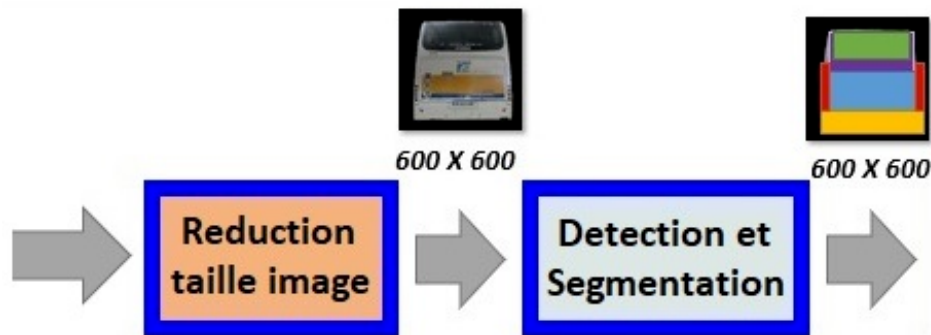 600 X 600
600 X 600
Reduction
taille image
Detection et
Segmentation